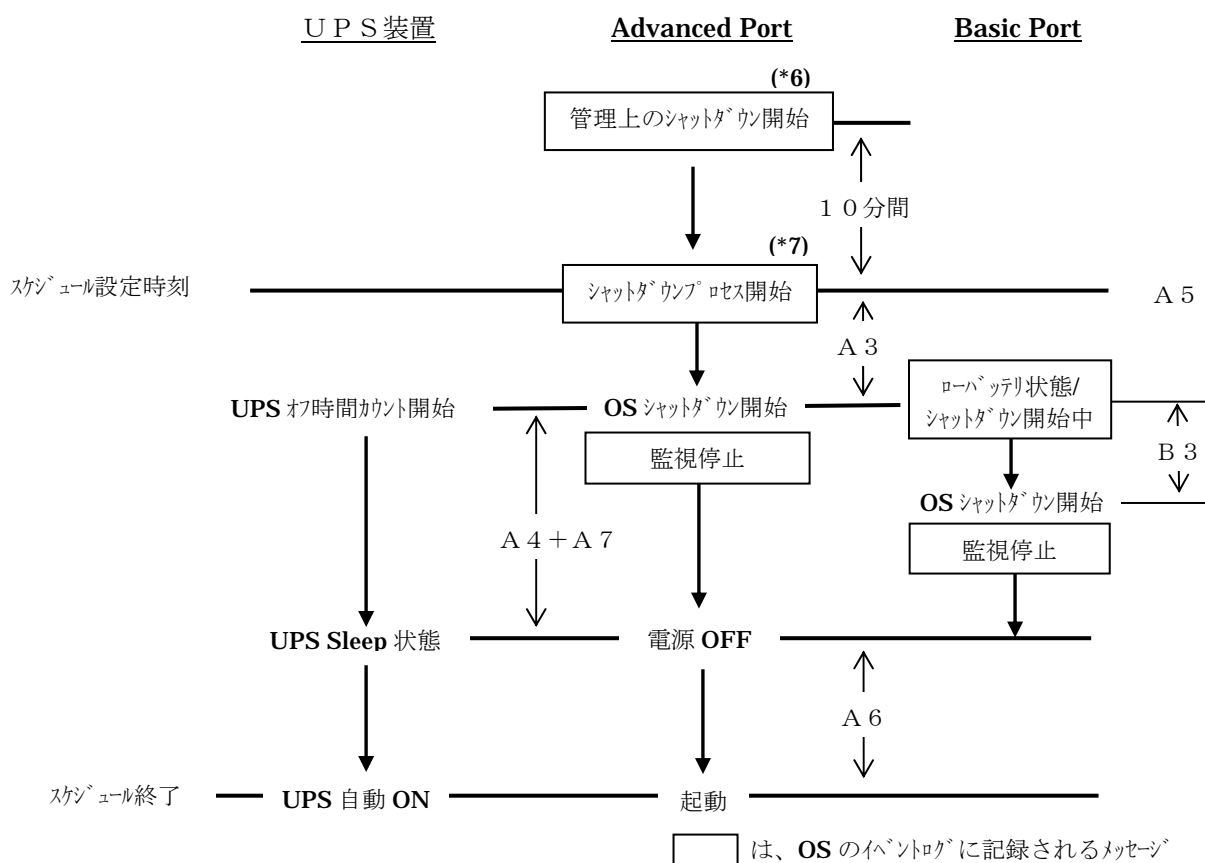 ＵＰＳ装置 Advanced Port Basic Port
(*6)
管理上のｼｬｯﾄﾀﾞｳﾝ開始
１０分間
(*7)
ｽｹｼﾞｭｰﾙ設定時刻 ｼｬｯﾄﾀﾞｳﾝﾌﾟﾛｾｽ開始 Ａ５
Ａ３
ﾛｰﾊﾞｯﾃﾘ状態/
ｼｬｯﾄﾀﾞｳﾝ開始中
UPS ｵﾌ時間ｶｳﾝﾄ開始 OS ｼｬｯﾄﾀﾞｳﾝ開始
監視停止
Ｂ３
OS ｼｬｯﾄﾀﾞｳﾝ開始
Ａ４＋Ａ７
監視停止
UPS Sleep 状態 電源 OFF
Ａ６
ｽｹｼﾞｭｰﾙ終了 UPS 自動 ON 起動
は、OS のｲﾍﾞﾝﾄﾛｸﾞに記録されるﾒｯｾｰｼﾞ